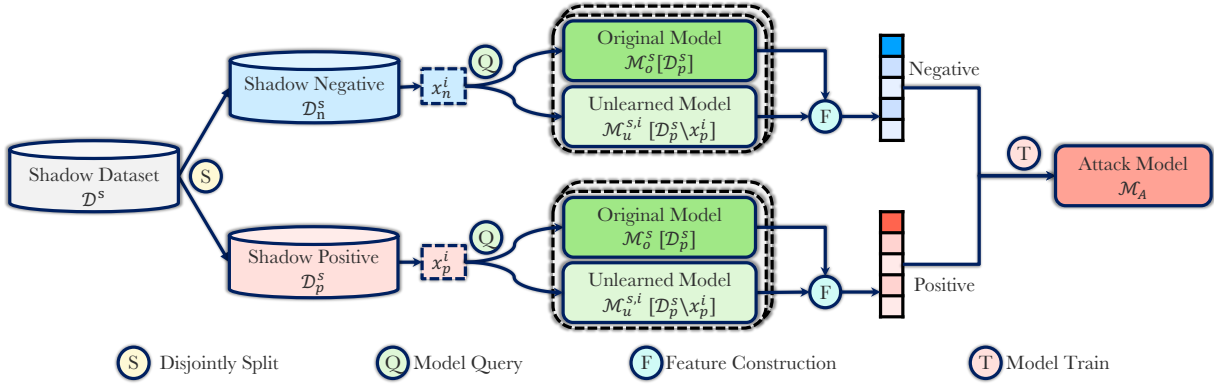 Shadow Dataset
𝒟ˢ
S
Shadow Negative
𝒟ₙˢ
Shadow Positive
𝒟ₚˢ
xₙⁱ
Q
Original Model
ℳₒˢ[𝒟ₚˢ]
Unlearned Model
ℳᵤˢ,ⁱ [𝒟ₚˢ\xₚⁱ]
F
Negative
xₚⁱ
Q
Original Model
ℳₒˢ [𝒟ₚˢ]
Unlearned Model
ℳᵤˢ,ⁱ [𝒟ₚˢ\xₚⁱ]
F
Positive
T
Attack Model
ℳ_A
S Disjointly Split
Q Model Query
F Feature Construction
T Model Train